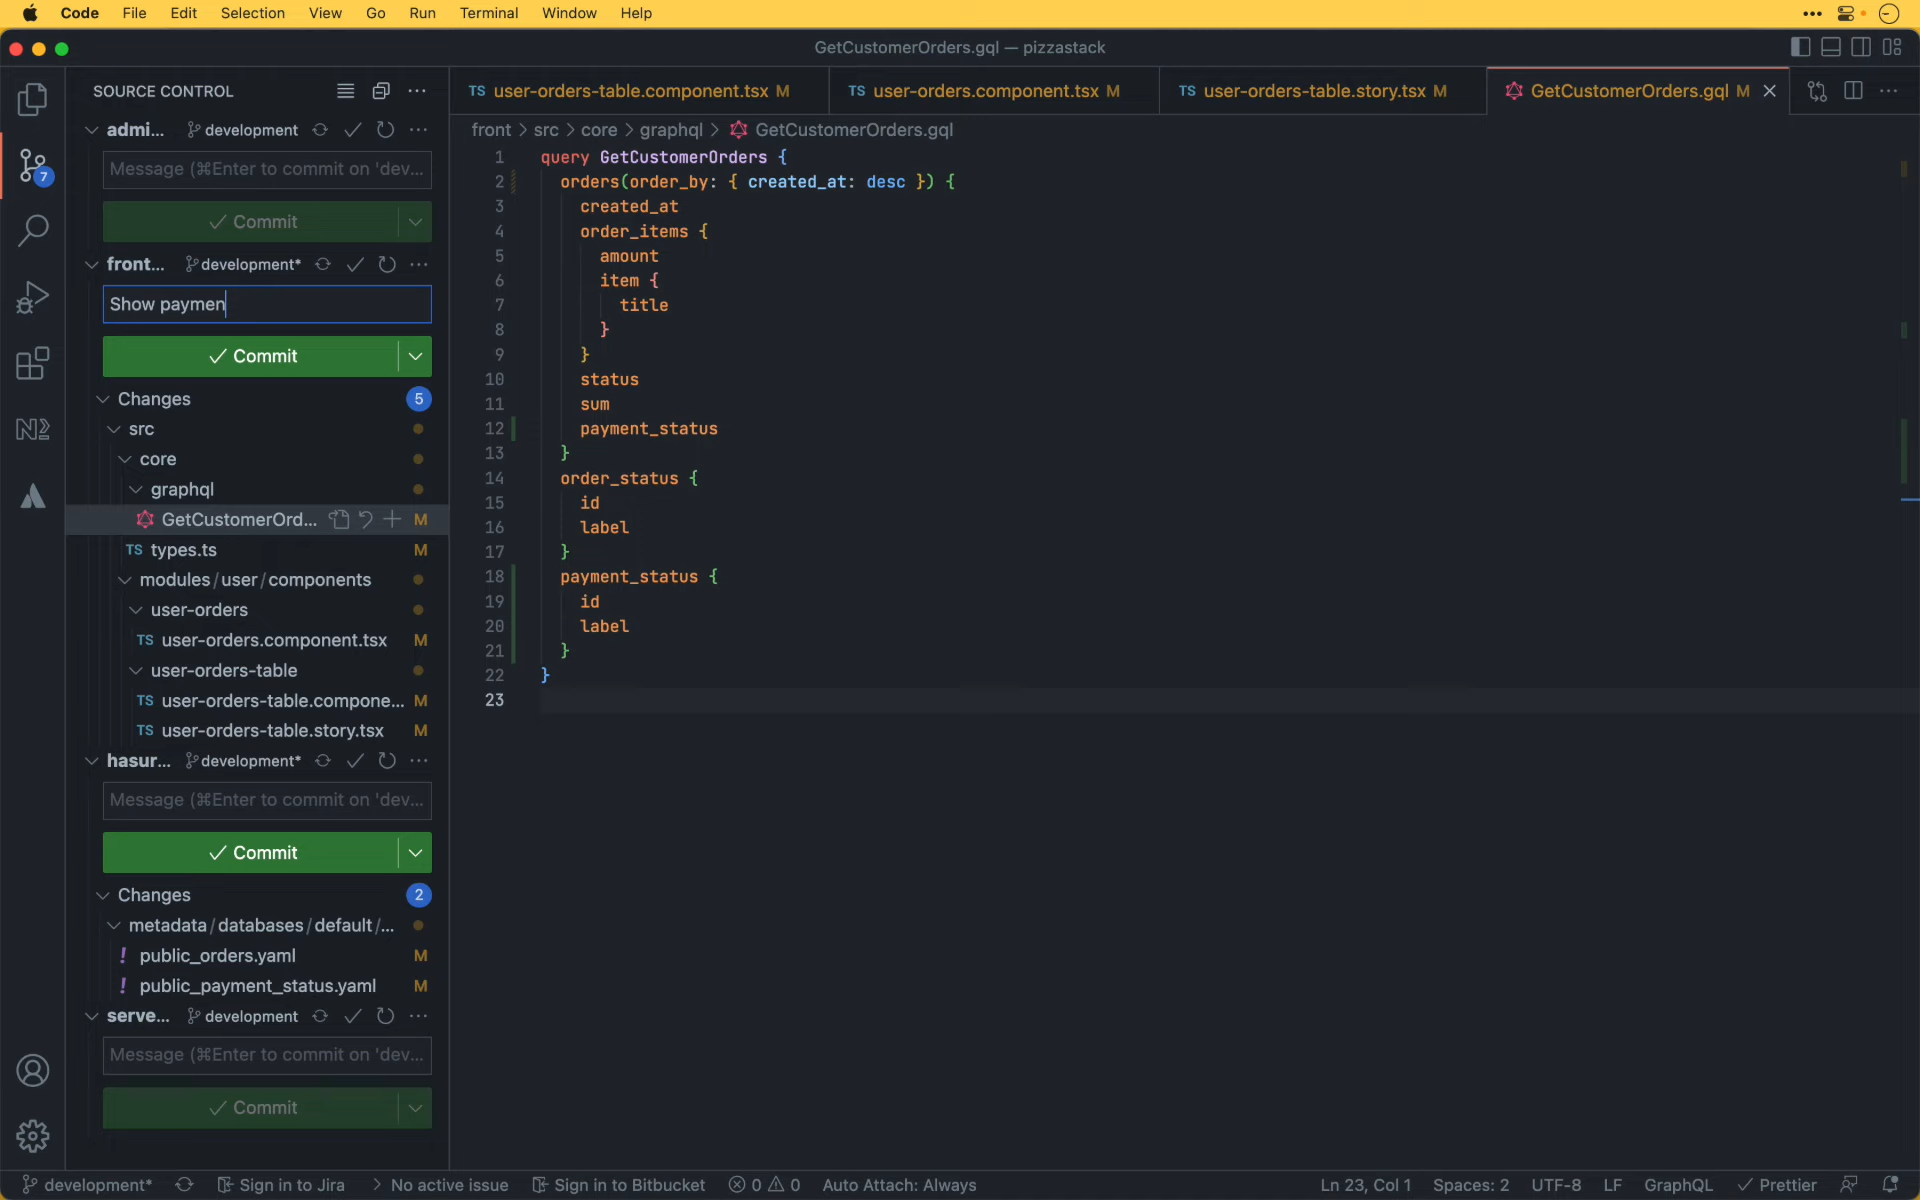 Code File Edit Selection View Go Run Terminal Window Help
GetCustomerOrders.gql — pizzastack
SOURCE CONTROL
TS user-orders-table.component.tsx M
TS user-orders.component.tsx M
TS user-orders-table.story.tsx M
GetCustomerOrders.gql M
front > src > core > graphql > GetCustomerOrders.gql
admi... development
Message (⌘Enter to commit on 'dev...
Commit
front... development*
Show paymen
Commit
Changes 5
src
core
graphql
GetCustomerOrd... M
TS types.ts M
modules/user/components
user-orders
TS user-orders.component.tsx M
user-orders-table
TS user-orders-table.compone... M
TS user-orders-table.story.tsx M
hasur... development*
Message (⌘Enter to commit on 'dev...
Commit
Changes 2
metadata/databases/default/...
! public_orders.yaml M
! public_payment_status.yaml M
serve... development
Message (⌘Enter to commit on 'dev...
Commit
7
1 query GetCustomerOrders {
2 orders(order_by: { created_at: desc }) {
3 created_at
4 order_items {
5 amount
6 item {
7 title
8 }
9 }
10 status
11 sum
12 payment_status
13 }
14 order_status {
15 id
16 label
17 }
18 payment_status {
19 id
20 label
21 }
22 }
23
development* Sign in to Jira > No active issue Sign in to Bitbucket 0 0 Auto Attach: Always Ln 23, Col 1 Spaces: 2 UTF-8 LF GraphQL Prettier